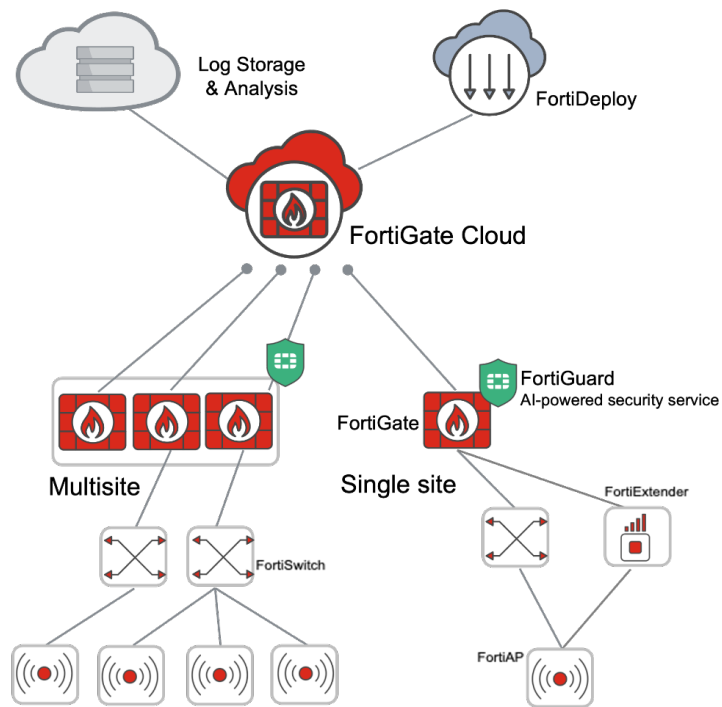 Log Storage
& Analysis
FortiDeploy
FortiGate Cloud
FortiGuard
AI-powered security service
FortiGate
Multisite
Single site
FortiExtender
FortiSwitch
FortiAP